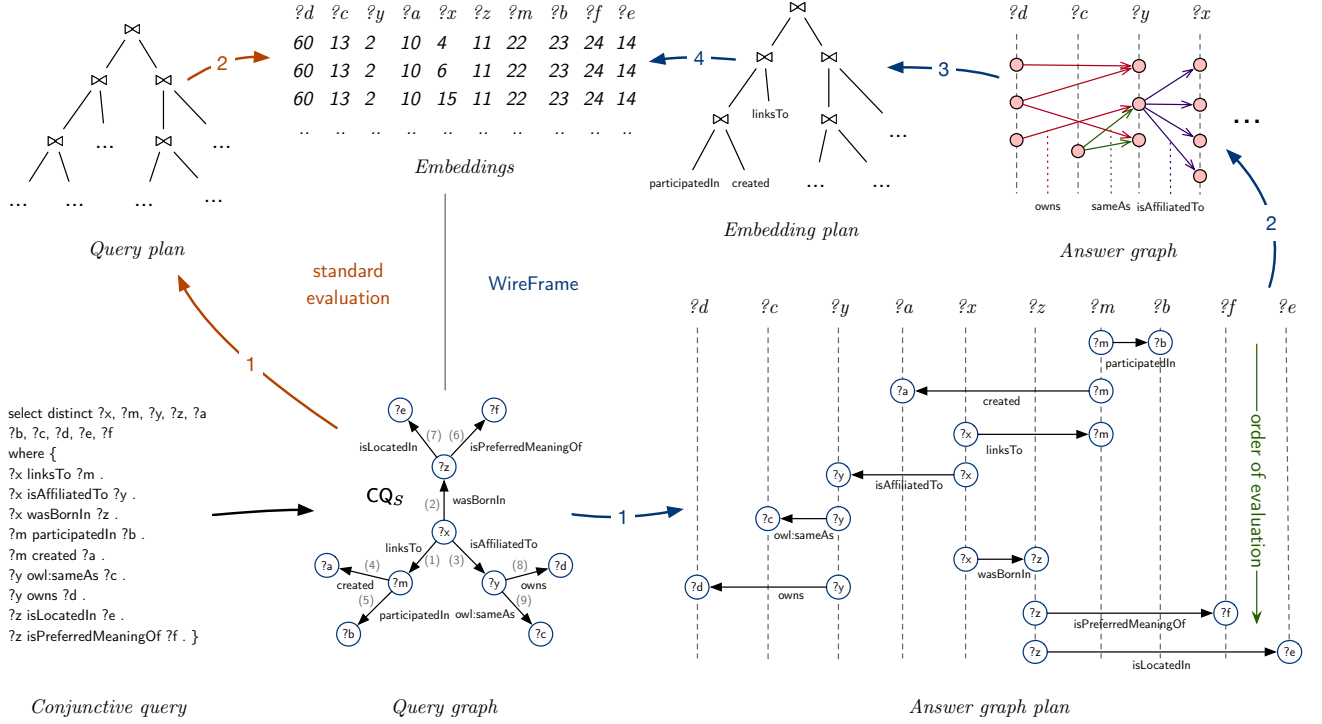 ?d ?c ?y ?a ?x ?z ?m ?b ?f ?e
60 13 2 10 4 11 22 23 24 14
60 13 2 10 6 11 22 23 24 14
60 13 2 10 15 11 22 23 24 14
.. .. .. .. .. .. .. .. .. ..
Embeddings
⋈
⋈ ⋈
⋈ ... ⋈ ...
... ... ... ...
Query plan
2
4
⋈
⋈ ⋈
⋈ linksTo ⋈ ...
participatedIn created ... ...
Embedding plan
3
?d ?c ?y ?x
...
owns sameAs isAffiliatedTo
Answer graph
2
standard
evaluation
WireFrame
1
select distinct ?x, ?m, ?y, ?z, ?a
?b, ?c, ?d, ?e, ?f
where {
?x linksTo ?m .
?x isAffiliatedTo ?y .
?x wasBornIn ?z .
?m participatedIn ?b .
?m created ?a .
?y owl:sameAs ?c .
?y owns ?d .
?z isLocatedIn ?e .
?z isPreferredMeaningOf ?f . }
Conjunctive query
?e ?f
(7) (6)
isLocatedIn isPreferredMeaningOf
?z
CQS
(2) wasBornIn
?x
linksTo isAffiliatedTo
(1) (3)
?a (4) (8) ?d
created ?m ?y owns
(5) (9)
participatedIn owl:sameAs
?b ?c
Query graph
1
?d ?c ?y ?a ?x ?z ?m ?b ?f ?e
?m ?b
participatedIn
?a ?m
created
?x ?m
linksTo
?y ?x
isAffiliatedTo
?c ?y
owl:sameAs
?x ?z
wasBornIn
?d ?y
owns
?z ?f
isPreferredMeaningOf
?z ?e
isLocatedIn
order of evaluation
Answer graph plan